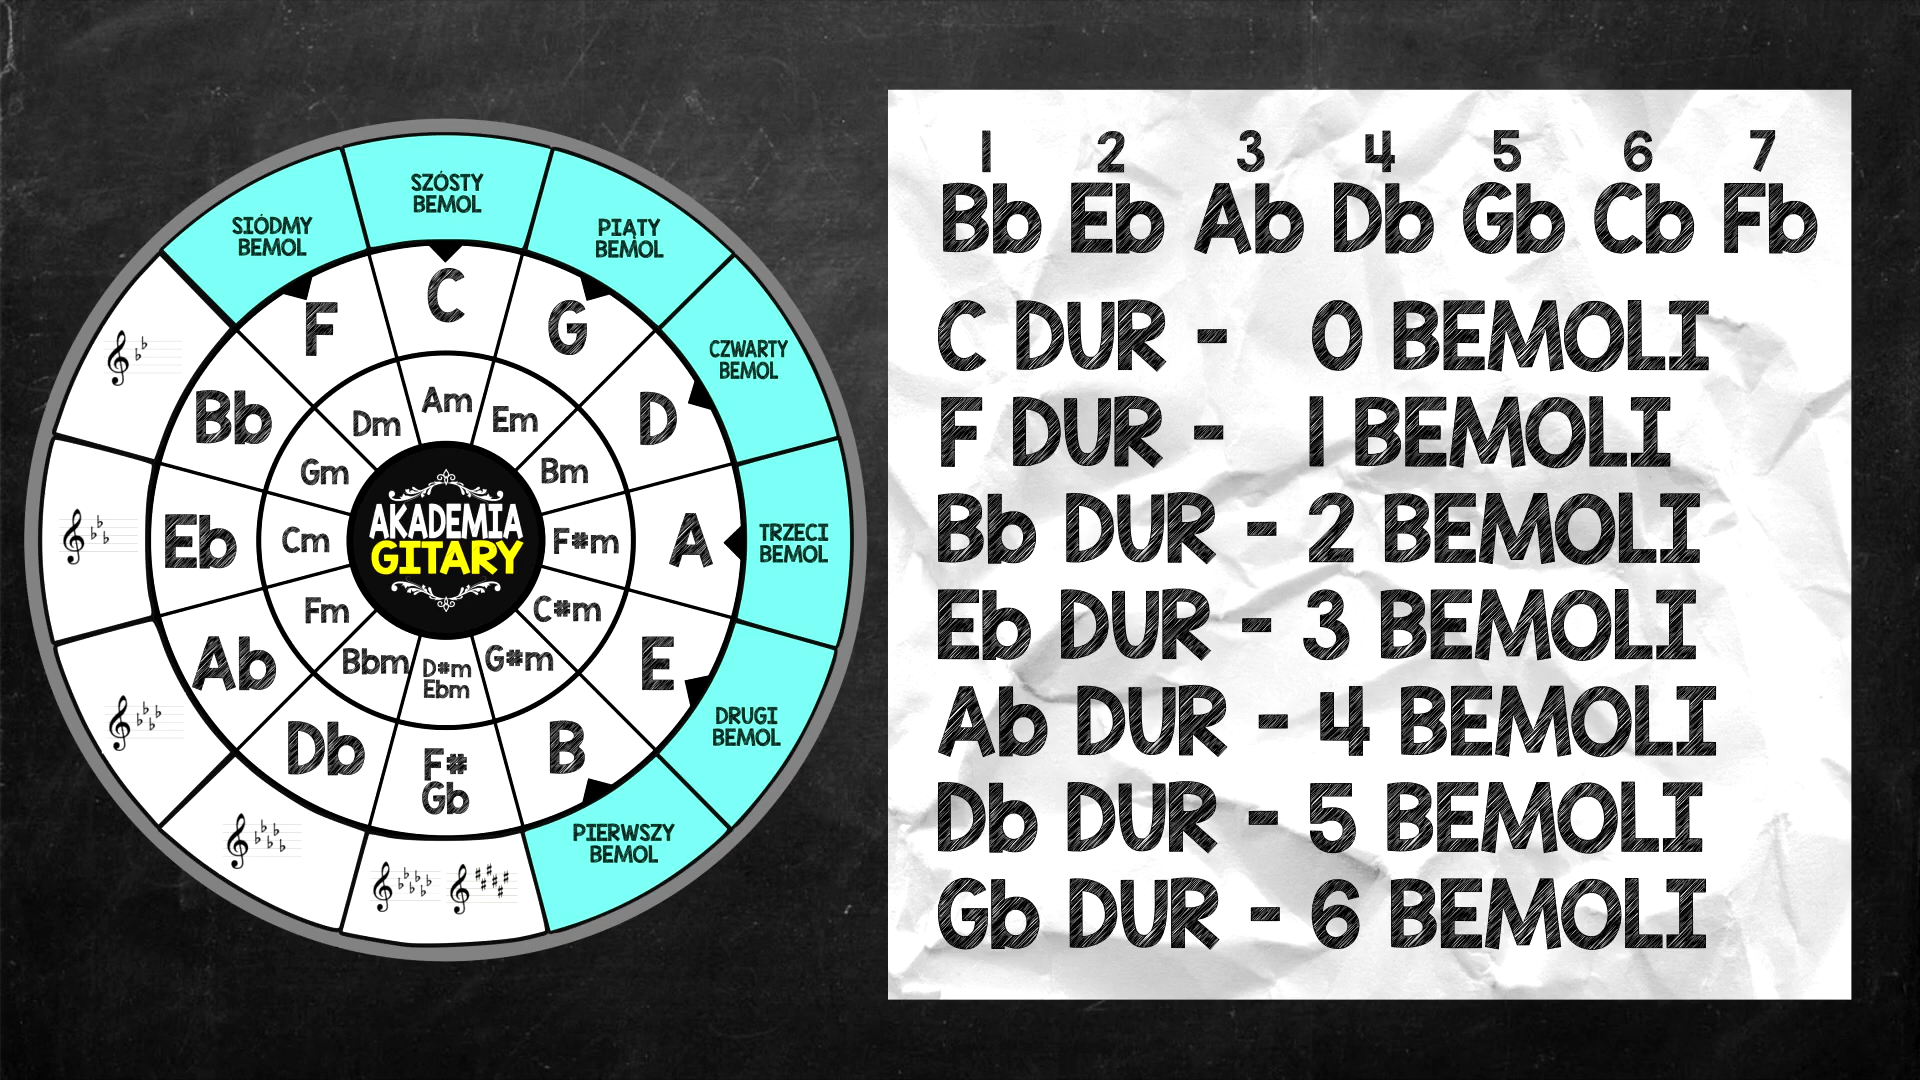 SZÓSTY
BEMOL
SIÓDMY
BEMOL
PIĄTY
BEMOL
CZWARTY
BEMOL
TRZECI
BEMOL
DRUGI
BEMOL
PIERWSZY
BEMOL
C
G
D
A
E
B
F#
Gb
Db
Ab
Eb
Bb
F
Am
Em
Bm
F#m
C#m
G#m
D#m
Ebm
Bbm
Fm
Cm
Gm
Dm
AKADEMIA
GITARY
1 2 3 4 5 6 7
Bb Eb Ab Db Gb Cb Fb
C DUR - 0 BEMOLI
F DUR - 1 BEMOLI
Bb DUR - 2 BEMOLI
Eb DUR - 3 BEMOLI
Ab DUR - 4 BEMOLI
Db DUR - 5 BEMOLI
Gb DUR - 6 BEMOLI